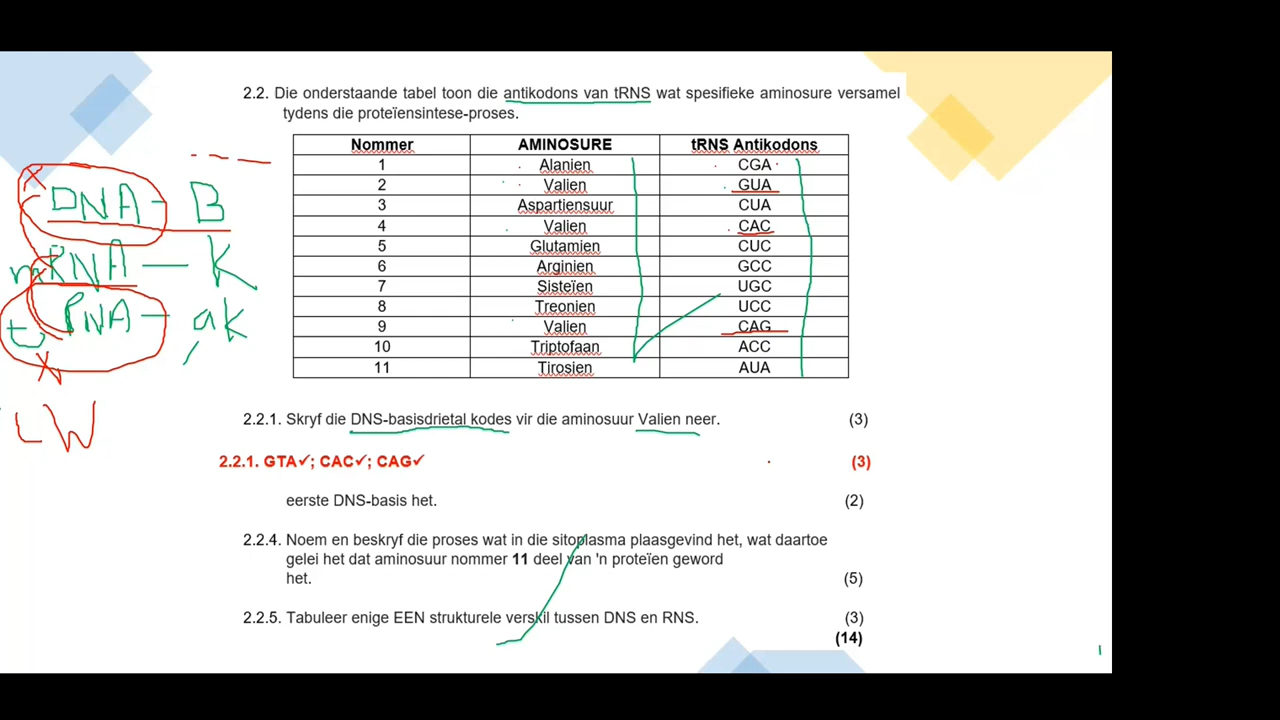 2.2. Die onderstaande tabel toon die antikodons van tRNS wat spesifieke aminosure versamel
tydens die proteïensintese-proses.
Nommer AMINOSURE tRNS Antikodons
1 Alanien CGA
2 Valien GUA
3 Aspartiensuur CUA
4 Valien CAC
5 Glutamien CUC
6 Arginien GCC
7 Sisteïen UGC
8 Treonien UCC
9 Valien CAG
10 Triptofaan ACC
11 Tirosien AUA
DNA - B
mRNA - K
tRNA - aK
LW
2.2.1. Skryf die DNS-basisdrietal kodes vir die aminosuur Valien neer. (3)
2.2.1. GTA✓; CAC✓; CAG✓ (3)
eerste DNS-basis het. (2)
2.2.4. Noem en beskryf die proses wat in die sitoplasma plaasgevind het, wat daartoe
gelei het dat aminosuur nommer 11 deel van 'n proteïen geword
het. (5)
2.2.5. Tabuleer enige EEN strukturele verskil tussen DNS en RNS. (3)
(14)